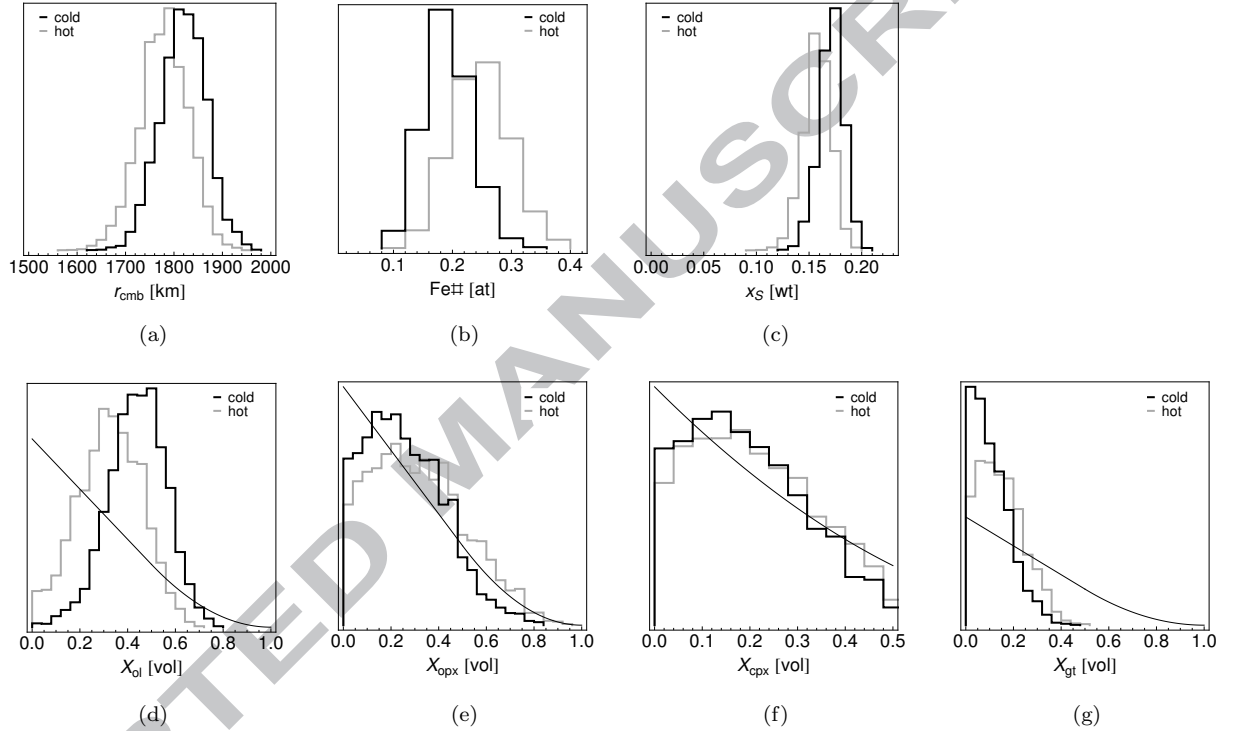 cold
hot
1500 1600 1700 1800 1900 2000
r_cmb [km]
(a)
cold
hot
0.1 0.2 0.3 0.4
Fe# [at]
(b)
cold
hot
0.00 0.05 0.10 0.15 0.20
x_S [wt]
(c)
cold
hot
0.0 0.2 0.4 0.6 0.8 1.0
X_ol [vol]
(d)
cold
hot
0.0 0.2 0.4 0.6 0.8 1.0
X_opx [vol]
(e)
cold
hot
0.0 0.1 0.2 0.3 0.4 0.5
X_cpx [vol]
(f)
cold
hot
0.0 0.2 0.4 0.6 0.8 1.0
X_gt [vol]
(g)
PTED MANUSCR